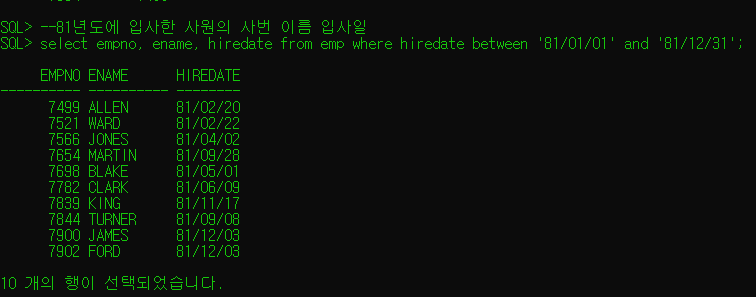 SQL> --81년도에 입사한 사원의 사번 이름 입사일
SQL> select empno, ename, hiredate from emp where hiredate between '81/01/01' and '81/12/31';
EMPNO ENAME HIREDATE
---------- ---------- --------
7499 ALLEN 81/02/20
7521 WARD 81/02/22
7566 JONES 81/04/02
7654 MARTIN 81/09/28
7698 BLAKE 81/05/01
7782 CLARK 81/06/09
7839 KING 81/11/17
7844 TURNER 81/09/08
7900 JAMES 81/12/03
7902 FORD 81/12/03
10 개의 행이 선택되었습니다.